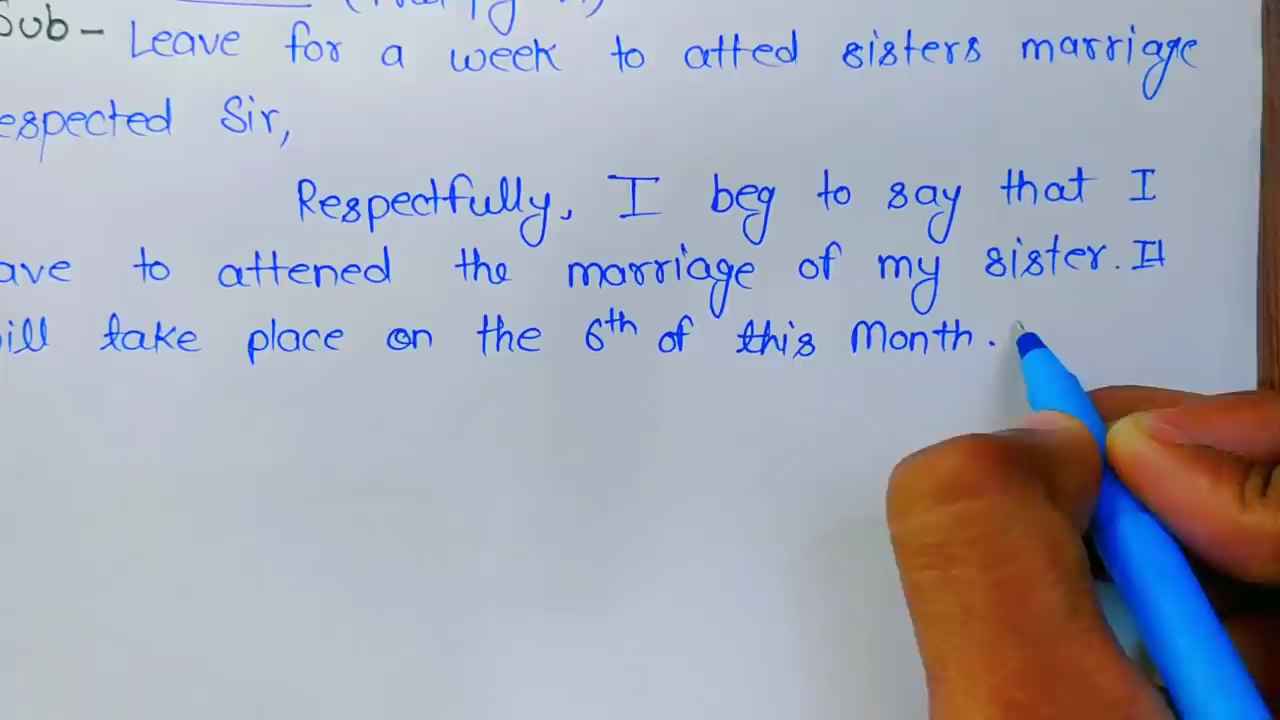 Sub - Leave for a week to atted sisters marriage
espected Sir,
Respectfully, I beg to say that I
ave to attened the marriage of my sister. It
ill take place on the 6th of this Month.